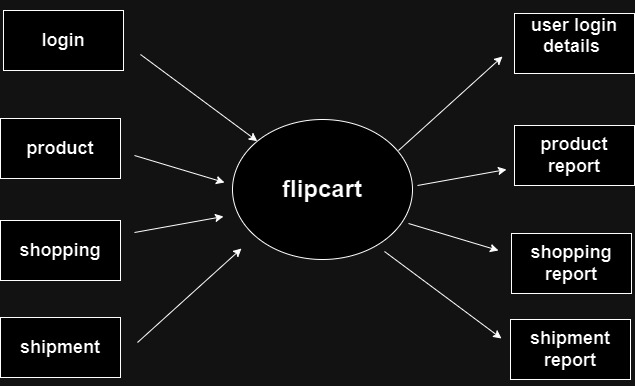 login
product
shopping
shipment
flipcart
user login
details
product
report
shopping
report
shipment
report